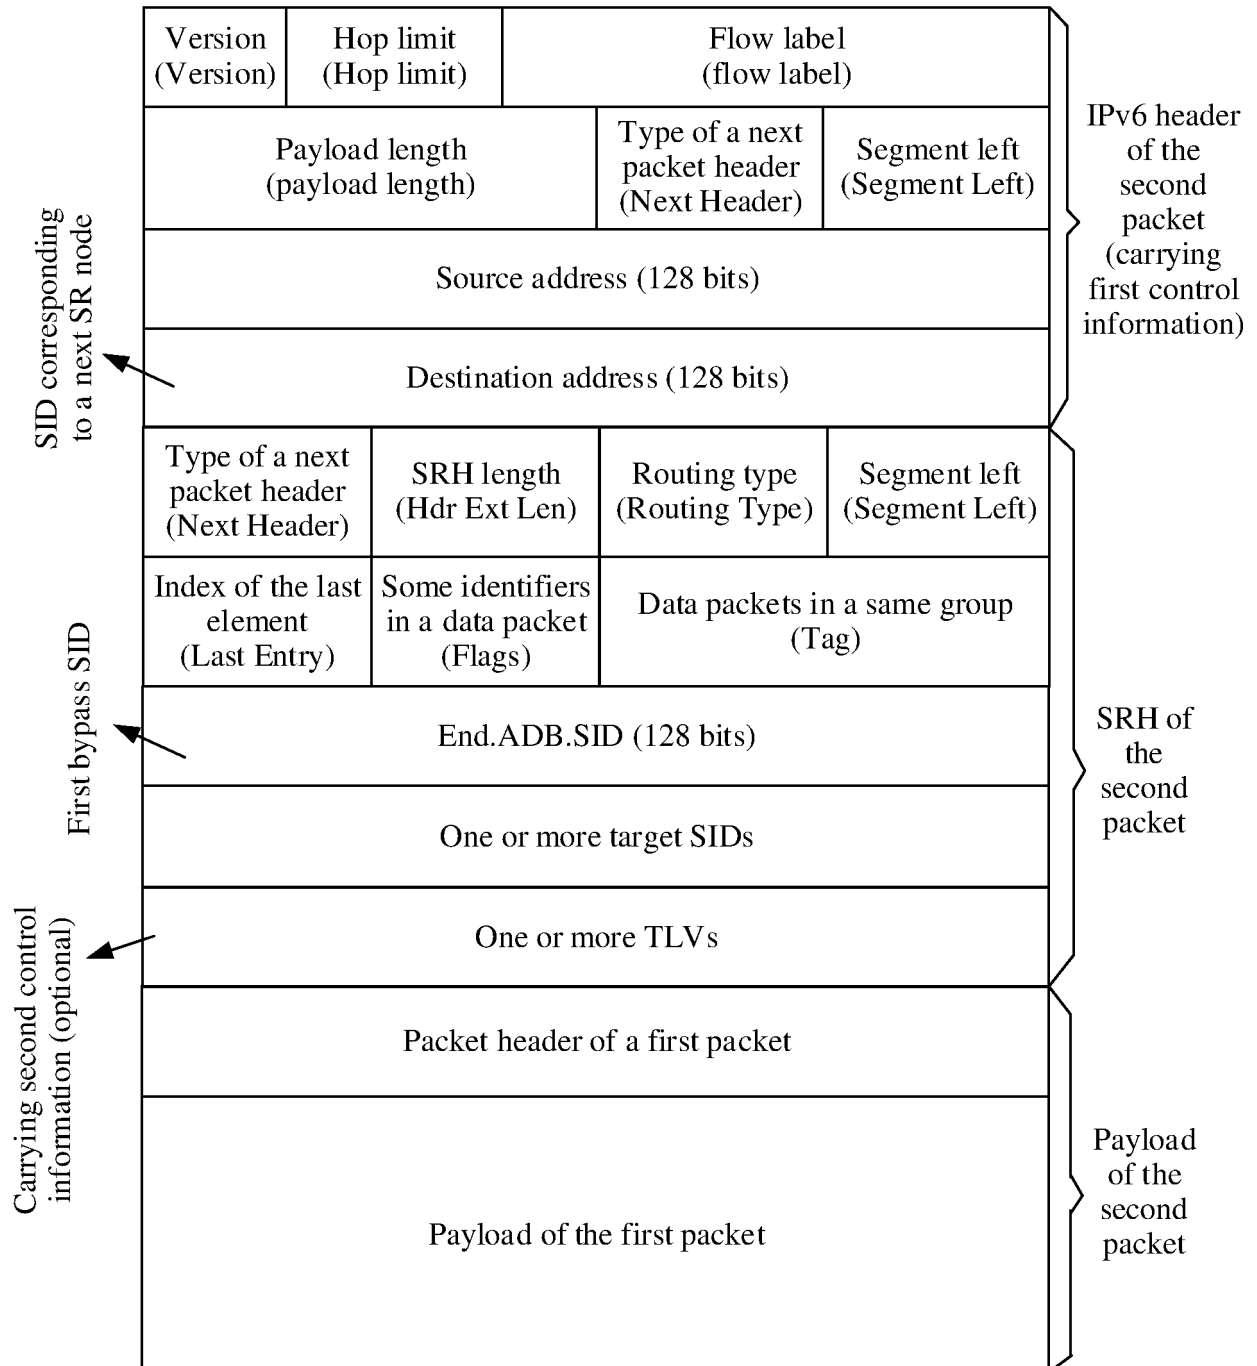 Version
(Version)
Hop limit
(Hop limit)
Flow label
(flow label)
Payload length
(payload length)
Type of a next
packet header
(Next Header)
Segment left
(Segment Left)
Source address (128 bits)
Destination address (128 bits)
IPv6 header
of the
second
packet
(carrying
first control
information)
SID corresponding
to a next SR node
Type of a next
packet header
(Next Header)
SRH length
(Hdr Ext Len)
Routing type
(Routing Type)
Segment left
(Segment Left)
Index of the last
element
(Last Entry)
Some identifiers
in a data packet
(Flags)
Data packets in a same group
(Tag)
First bypass SID
End.ADB.SID (128 bits)
One or more target SIDs
One or more TLVs
SRH of
the
second
packet
Carrying second control
information (optional)
Packet header of a first packet
Payload of the first packet
Payload
of the
second
packet